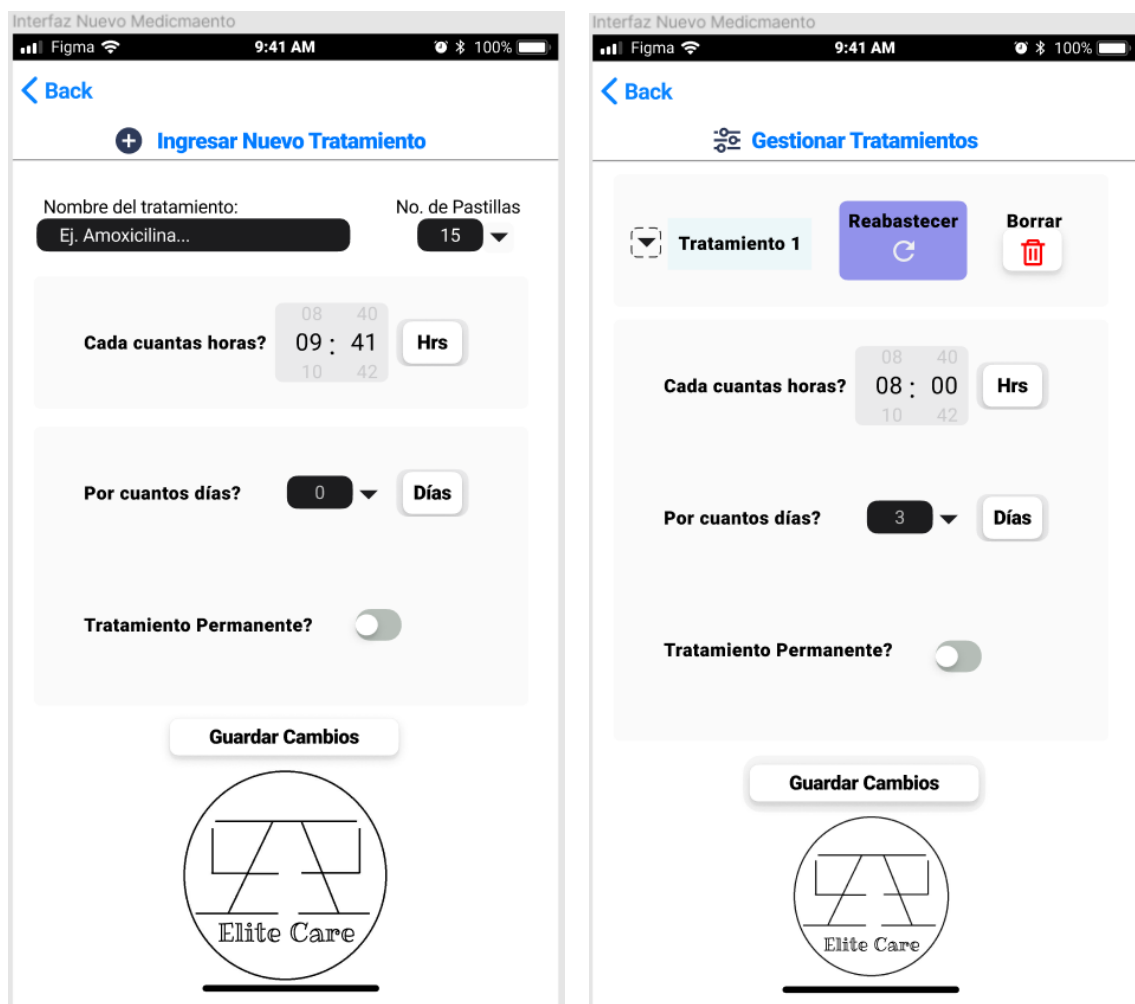 Interfaz Nuevo Medicmaento
Figma 9:41 AM 100%
Back
Ingresar Nuevo Tratamiento
Nombre del tratamiento: No. de Pastillas
Ej. Amoxicilina... 15
08 40
Cada cuantas horas? 09 : 41 Hrs
10 42
Por cuantos días? 0 Días
Tratamiento Permanente?
Guardar Cambios
Elite Care
Interfaz Nuevo Medicmaento
Figma 9:41 AM 100%
Back
Gestionar Tratamientos
Reabastecer Borrar
Tratamiento 1
08 40
Cada cuantas horas? 08 : 00 Hrs
10 42
Por cuantos días? 3 Días
Tratamiento Permanente?
Guardar Cambios
Elite Care